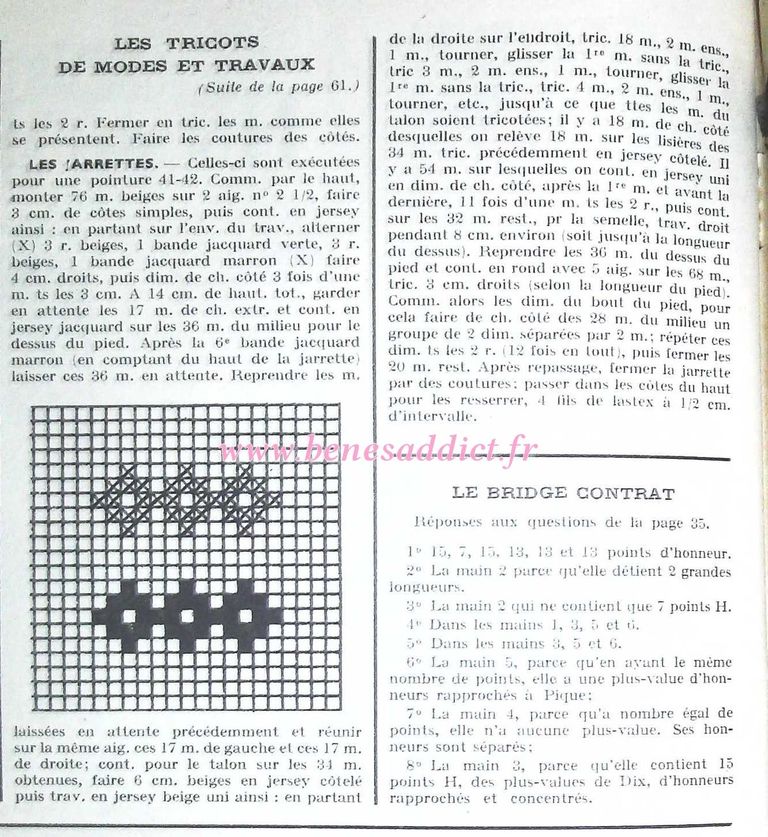 LES TRICOTS
DE MODES ET TRAVAUX
(Suite de la page 61.)
ts les 2 r. Fermer en tric. les m. comme elles
se présentent. Faire les coutures des côtés.
LES JARRETTES. — Celles-ci sont exécutées
pour une pointure 41-42. Comm. par le haut,
monter 76 m. beiges sur 2 aig. nº 2 1/2, faire
3 cm. de côtes simples, puis cont. en jersey
ainsi : en partant sur l'env. du trav., alterner
(X) 3 r. beiges, 1 bande jacquard verte, 3 r.
beiges, 1 bande jacquard marron (X) faire
4 cm. droits, puis dim. de ch. côté 3 fois d'une
m. ts les 3 cm. A 14 cm. de haut. tot., garder
en attente les 17 m. de ch. extr. et cont. en
jersey jacquard sur les 36 m. du milieu pour le
dessus du pied. Après la 6e bande jacquard
marron (en comptant du haut de la jarrette)
laisser ces 36 m. en attente. Reprendre les m.
laissées en attente précédemment et réunir
sur la même aig. ces 17 m. de gauche et ces 17 m.
de droite; cont. pour le talon sur les 34 m.
obtenues, faire 6 cm. beiges en jersey côtelé
puis trav. en jersey beige uni ainsi : en partant
de la droite sur l'endroit, tric. 18 m., 2 m. ens.,
1 m., tourner, glisser la 1re m. sans la tric.,
tric 3 m., 2 m. ens., 1 m., tourner, glisser la
1re m. sans la tric., tric. 4 m., 2 m. ens., 1 m.,
tourner, etc., jusqu'à ce que ttes les m. du
talon soient tricotées; il y a 18 m. de ch. côté
desquelles on relève 18 m. sur les lisières des
34 m. tric. précédemment en jersey côtelé. Il
y a 54 m. sur lesquelles on cont. en jersey uni
en dim. de ch. côté, après la 1re m. et avant la
dernière, 11 fois d'une m. ts les 2 r., puis cont.
sur les 32 m. rest., pr la semelle, trav. droit
pendant 8 cm. environ (soit jusqu'à la longueur
du dessus). Reprendre les 36 m. du dessus du
pied et cont. en rond avec 5 aig. sur les 68 m.,
tric. 3 cm. droits (selon la longueur du pied).
Comm. alors les dim. du bout du pied, pour
cela faire de ch. côté des 28 m. du milieu un
groupe de 2 dim. séparées par 2 m.; répéter ces
dim. ts les 2 r. (12 fois en tout), puis fermer les
20 m. rest. Après repassage, fermer la jarrette
par des coutures; passer dans les côtes du haut
pour les resserrer, 4 fils de lastex à 1/2 cm.
d'intervalle.
www.benesaddict.fr
LE BRIDGE CONTRAT
Réponses aux questions de la page 35.
1º 15, 7, 15, 13, 13 et 13 points d'honneur.
2º La main 2 parce qu'elle détient 2 grandes
longueurs.
3º La main 2 qui ne contient que 7 points H.
4º Dans les mains 1, 3, 5 et 6.
5º Dans les mains 3, 5 et 6.
6º La main 5, parce qu'en ayant le même
nombre de points, elle a une plus-value d'hon-
neurs rapprochés à Pique;
7º La main 4, parce qu'a nombre égal de
points, elle n'a aucune plus-value. Ses hon-
neurs sont séparés;
8º La main 3, parce qu'elle contient 15
points H, des plus-values de Dix, d'honneurs
rapprochés et concentrés.